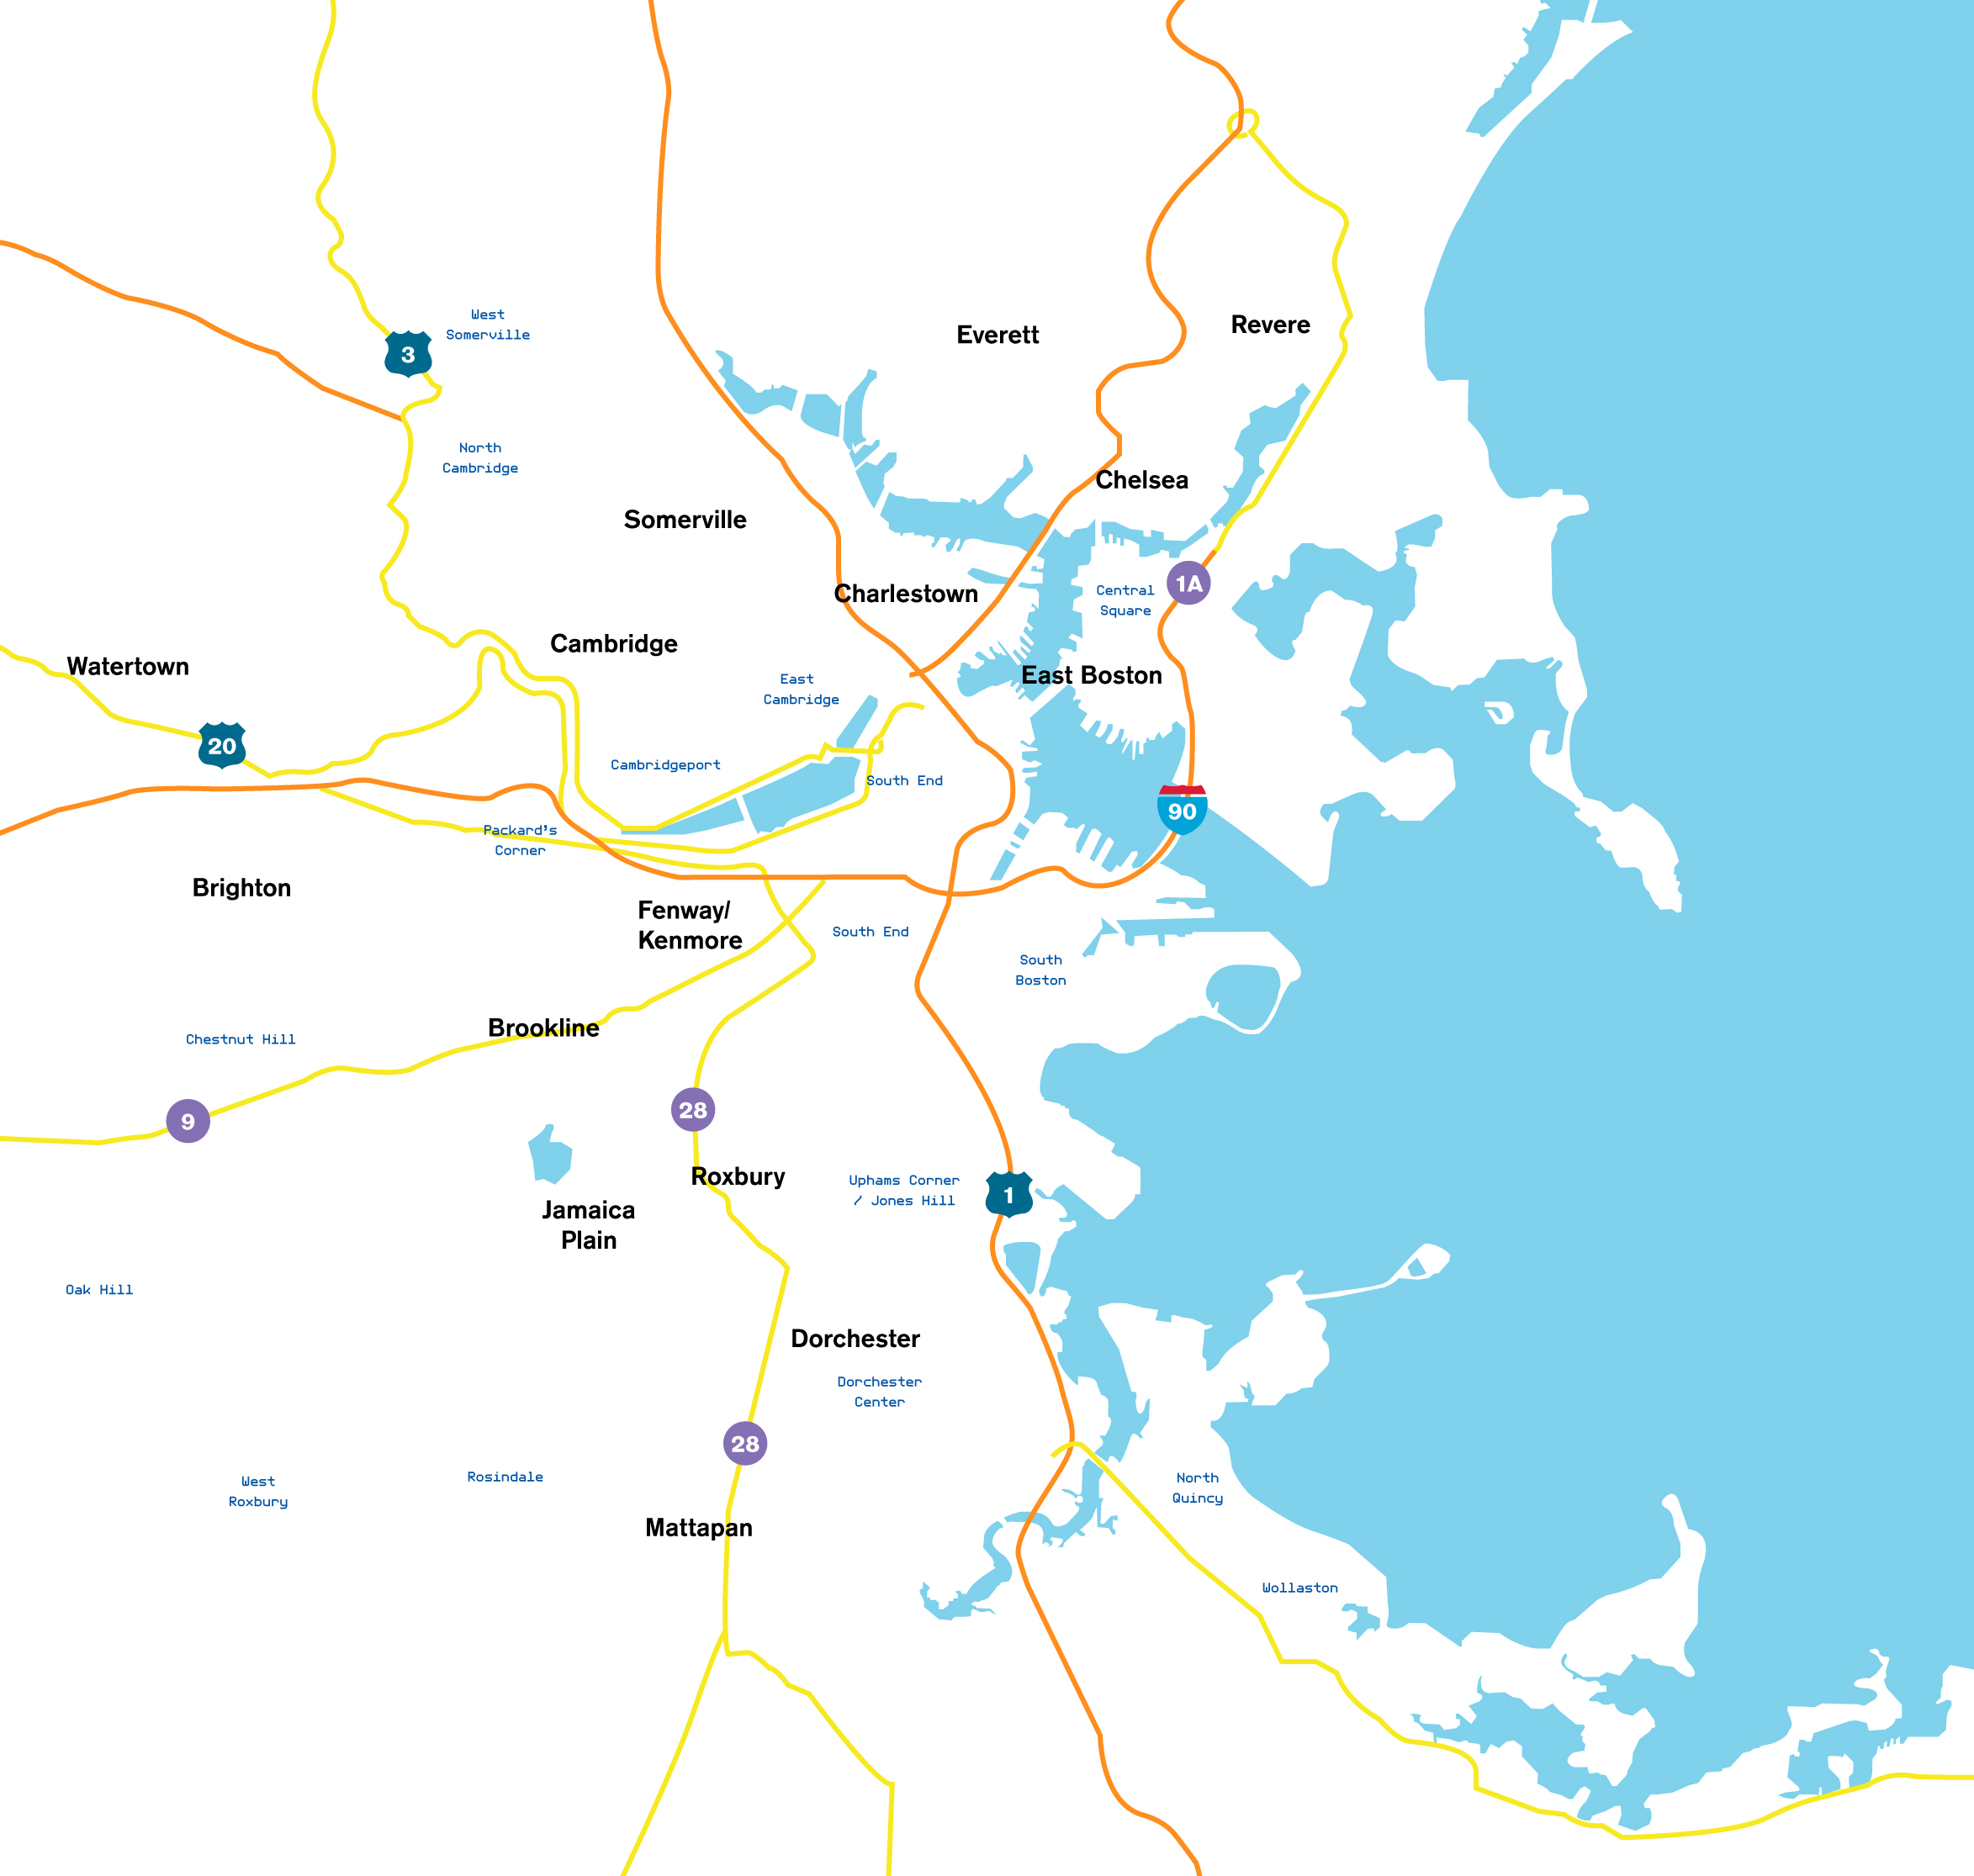 West
Somerville
3
Everett
Revere
North
Cambridge
Chelsea
Somerville
Charlestown
Central
Square
1A
Cambridge
Watertown
East
Cambridge
East Boston
20
Cambridgeport
South End
90
Packard's
Corner
Brighton
Fenway/
Kenmore
South End
South
Boston
Brookline
Chestnut Hill
9
28
Roxbury
Uphams Corner
/ Jones Hill
1
Jamaica
Plain
Oak Hill
Dorchester
Dorchester
Center
28
West
Roxbury
Rosindale
North
Quincy
Mattapan
Wollaston